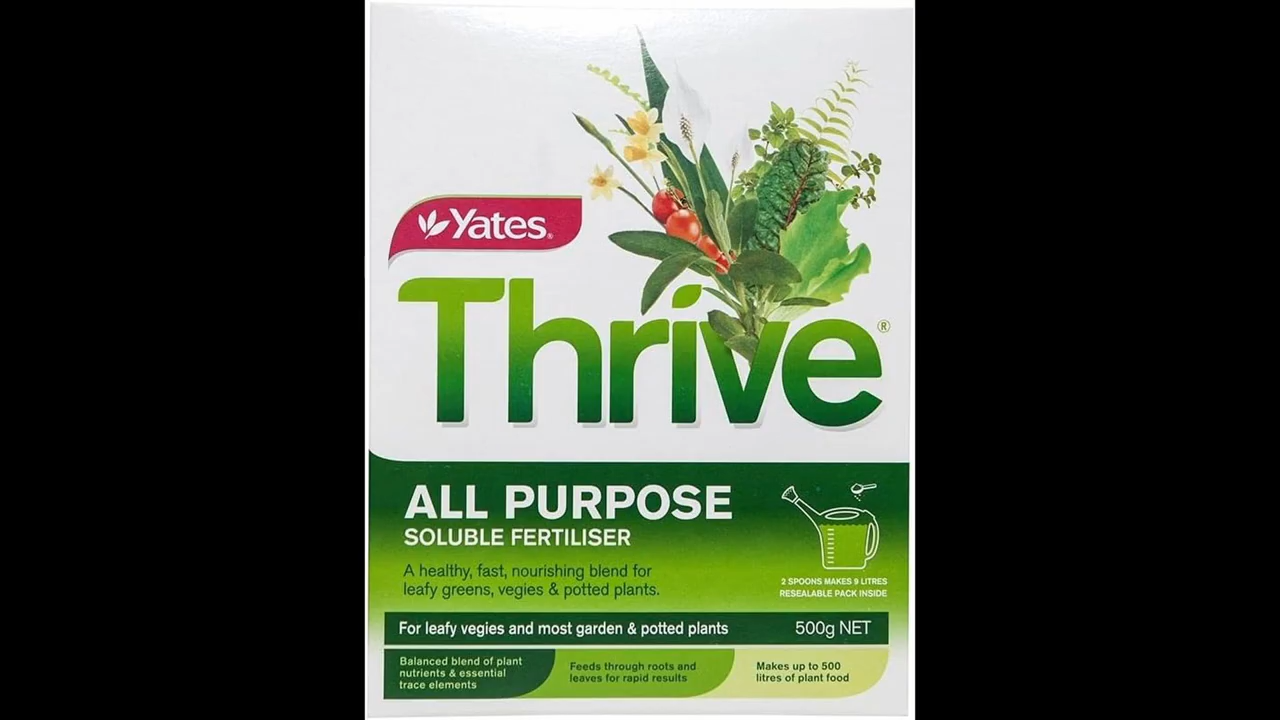 Yates®
Thrive®
ALL PURPOSE
SOLUBLE FERTILISER
A healthy, fast, nourishing blend for
leafy greens, vegies & potted plants.
2 SPOONS MAKES 9 LITRES
RESEALABLE PACK INSIDE
For leafy vegies and most garden & potted plants
500g NET
Balanced blend of plant
nutrients & essential
trace elements
Feeds through roots and
leaves for rapid results
Makes up to 500
litres of plant food